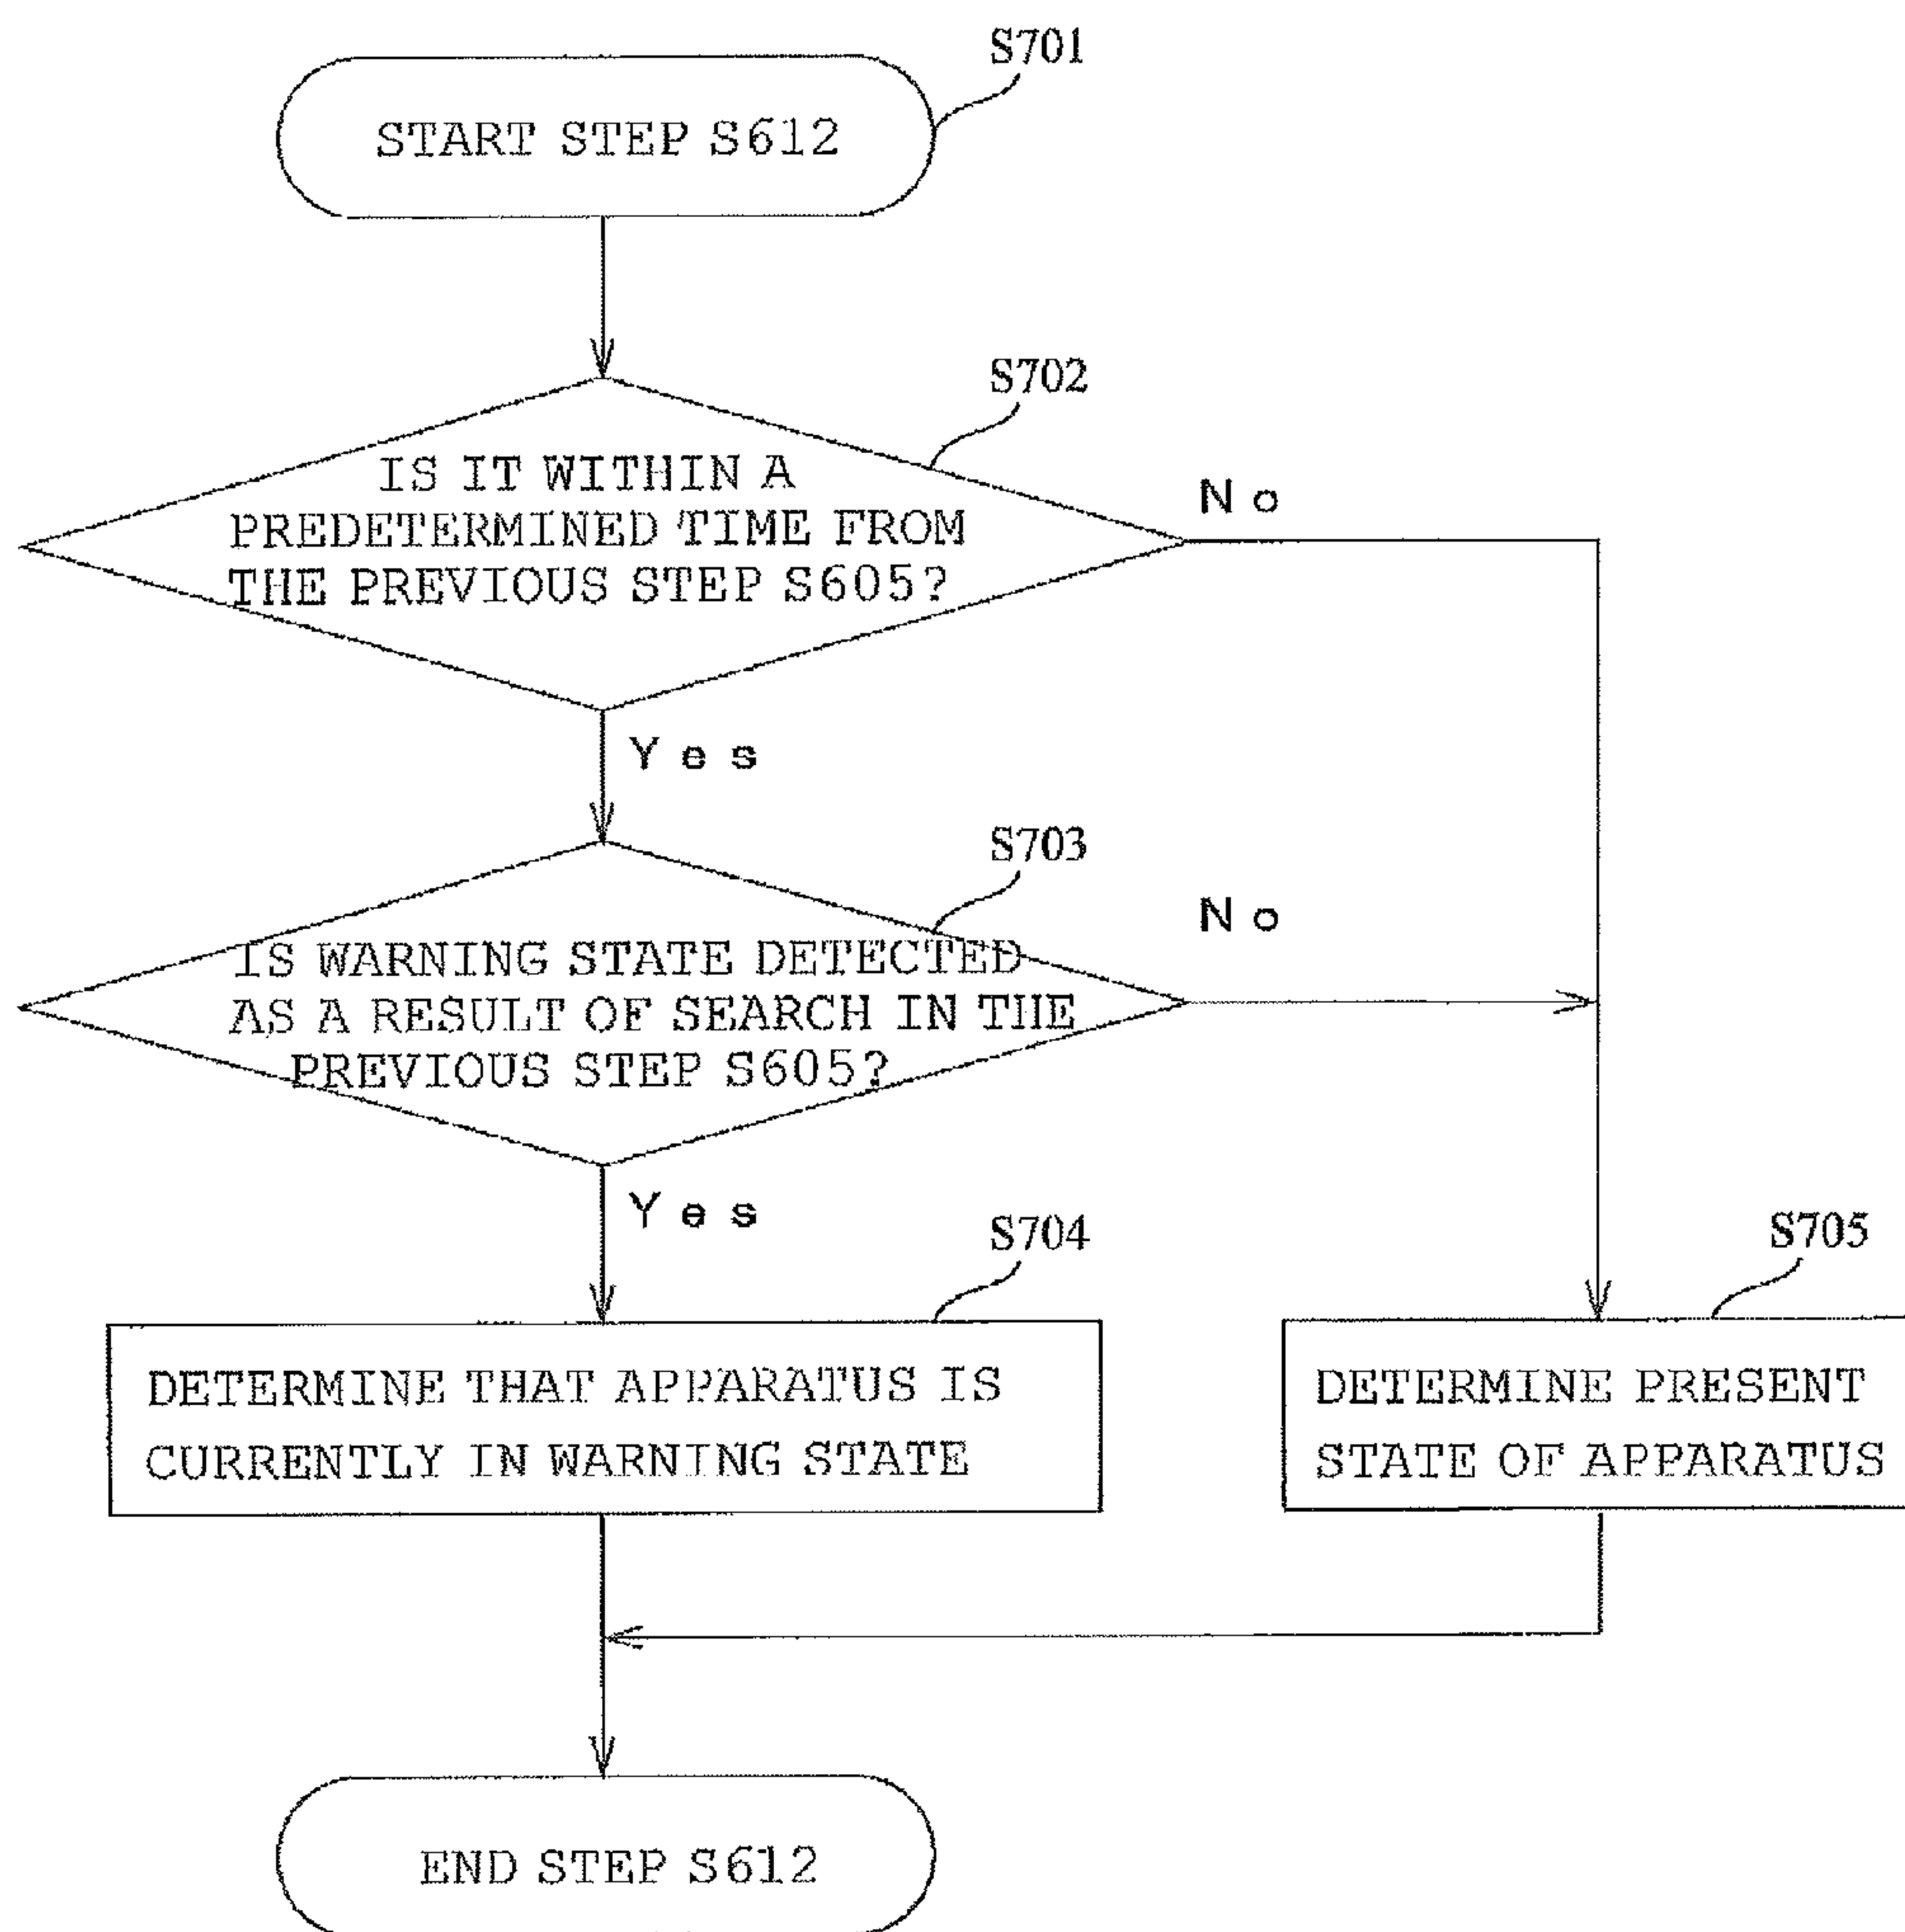 S701
START STEP S612
S702
IS IT WITHIN A
PREDETERMINED TIME FROM
THE PREVIOUS STEP S605?
No
Yes
S703
IS WARNING STATE DETECTED
AS A RESULT OF SEARCH IN THE
PREVIOUS STEP S605?
No
Yes
S704
DETERMINE THAT APPARATUS IS
CURRENTLY IN WARNING STATE
S705
DETERMINE PRESENT
STATE OF APPARATUS
END STEP S612